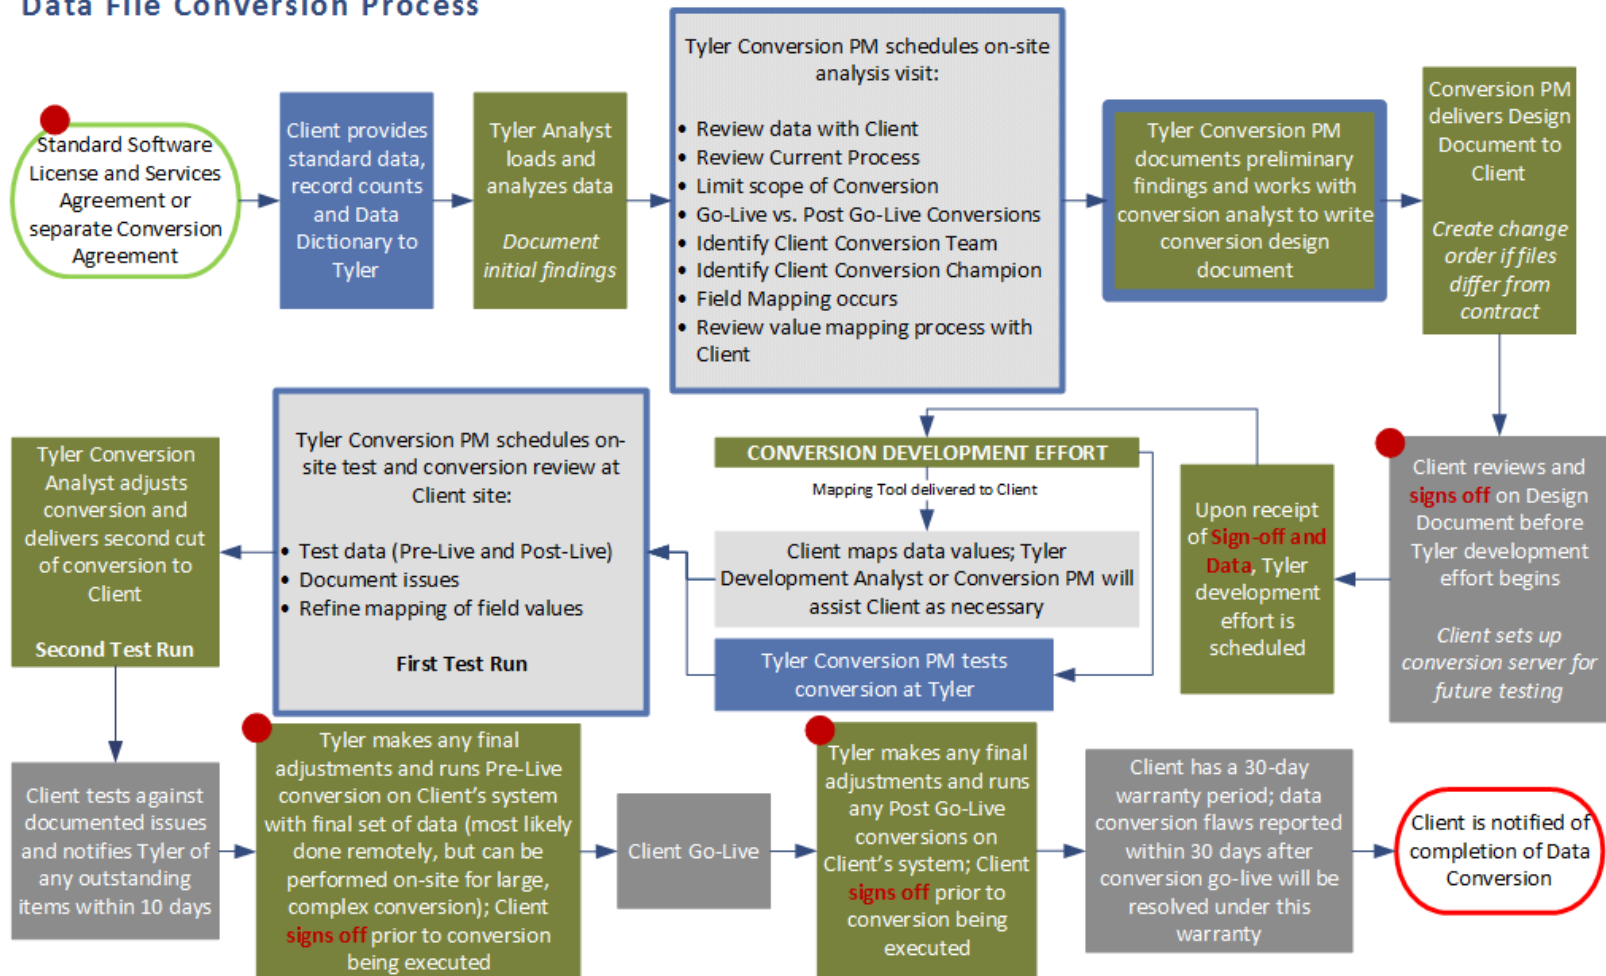 Data File Conversion Process
Standard Software
License and Services
Agreement or
separate Conversion
Agreement
Client provides
standard data,
record counts
and Data
Dictionary to
Tyler
Tyler Analyst
loads and
analyzes data
Document
initial findings
Tyler Conversion PM schedules on-site
analysis visit:
• Review data with Client
• Review Current Process
• Limit scope of Conversion
• Go-Live vs. Post Go-Live Conversions
• Identify Client Conversion Team
• Identify Client Conversion Champion
• Field Mapping occurs
• Review value mapping process with
Client
Tyler Conversion PM
documents preliminary
findings and works with
conversion analyst to write
conversion design
document
Conversion PM
delivers Design
Document to
Client
Create change
order if files
differ from
contract
Client reviews and
signs off on Design
Document before
Tyler development
effort begins
Client sets up
conversion server for
future testing
Upon receipt
of Sign-off and
Data, Tyler
development
effort is
scheduled
CONVERSION DEVELOPMENT EFFORT
Mapping Tool delivered to Client
Client maps data values; Tyler
Development Analyst or Conversion PM will
assist Client as necessary
Tyler Conversion PM tests
conversion at Tyler
Tyler Conversion PM schedules on-
site test and conversion review at
Client site:
• Test data (Pre-Live and Post-Live)
• Document issues
• Refine mapping of field values
First Test Run
Tyler Conversion
Analyst adjusts
conversion and
delivers second cut
of conversion to
Client
Second Test Run
Client tests against
documented issues
and notifies Tyler of
any outstanding
items within 10 days
Tyler makes any final
adjustments and runs Pre-Live
conversion on Client's system
with final set of data (most likely
done remotely, but can be
performed on-site for large,
complex conversion); Client
signs off prior to conversion
being executed
Client Go-Live
Tyler makes any final
adjustments and runs
any Post Go-Live
conversions on
Client's system; Client
signs off prior to
conversion being
executed
Client has a 30-day
warranty period; data
conversion flaws reported
within 30 days after
conversion go-live will be
resolved under this
warranty
Client is notified of
completion of Data
Conversion